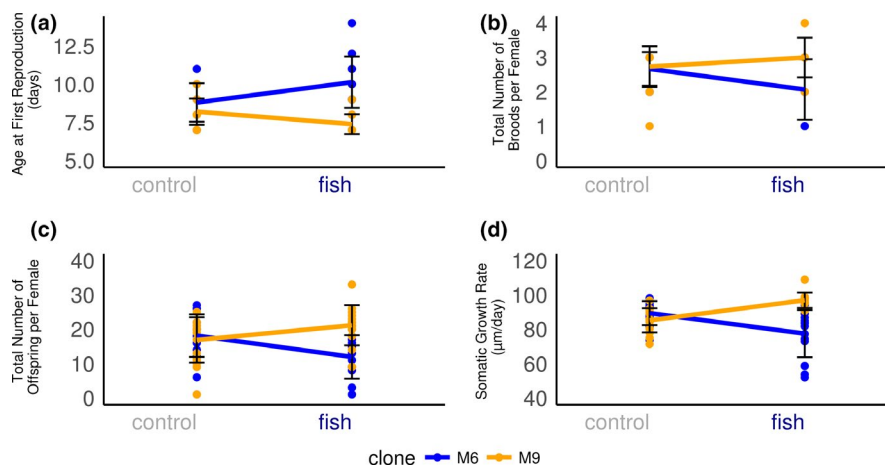 (a)
Age at First Reproduction
(days)
12.5
10.0
7.5
5.0
control
fish
(b)
Total Number of
Broods per Female
4
3
2
1
0
control
fish
(c)
Total Number of
Offspring per Female
40
30
20
10
0
control
fish
(d)
Somatic Growth Rate
(µm/day)
120
100
80
60
40
control
fish
clone M6 M9